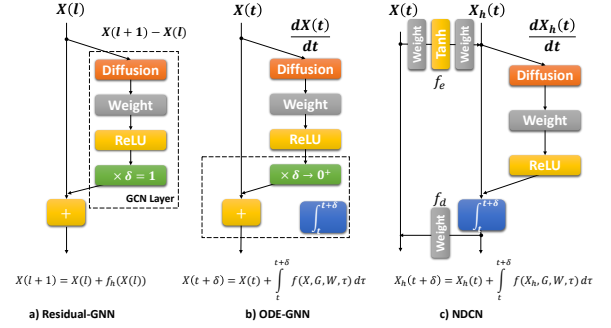 X(l)
X(l + 1) − X(l)
Diffusion
Weight
ReLU
× δ = 1
GCN Layer
+
X(l + 1) = X(l) + f_h(X(l))
a) Residual-GNN
X(t)
dX(t)/dt
Diffusion
Weight
ReLU
× δ → 0⁺
+
∫_t^{t+δ}
X(t + δ) = X(t) + ∫_t^{t+δ} f(X, G, W, τ) dτ
b) ODE-GNN
X(t)
X_h(t)
dX_h(t)/dt
Weight
Tanh
Weight
f_e
Diffusion
Weight
ReLU
f_d
Weight
∫_t^{t+δ}
X_h(t + δ) = X_h(t) + ∫_t^{t+δ} f(X_h, G, W, τ) dτ
c) NDCN